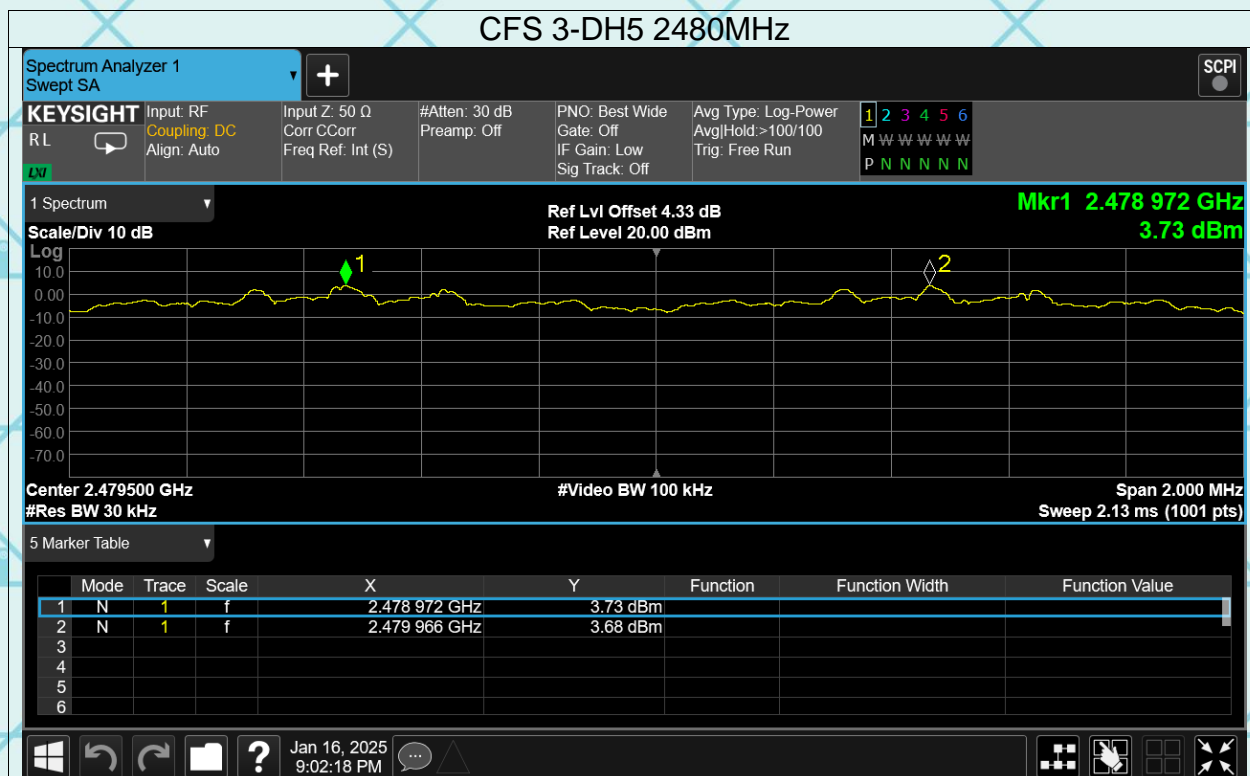 CFS 3-DH5 2480MHz
Spectrum Analyzer 1
Swept SA
+
SCPI
KEYSIGHT
RL
LXI
Input: RF
Coupling: DC
Align: Auto
Input Z: 50 Ω
Corr CCorr
Freq Ref: Int (S)
#Atten: 30 dB
Preamp: Off
PNO: Best Wide
Gate: Off
IF Gain: Low
Sig Track: Off
Avg Type: Log-Power
Avg|Hold:>100/100
Trig: Free Run
1 2 3 4 5 6
M W W W W W
P N N N N N
1 Spectrum
Scale/Div 10 dB
Ref Lvl Offset 4.33 dB
Ref Level 20.00 dBm
Mkr1 2.478 972 GHz
3.73 dBm
Log
1
2
10.0
0.00
-10.0
-20.0
-30.0
-40.0
-50.0
-60.0
-70.0
Center 2.479500 GHz
#Video BW 100 kHz
Span 2.000 MHz
#Res BW 30 kHz
Sweep 2.13 ms (1001 pts)
5 Marker Table
Mode Trace Scale X Y Function Function Width Function Value
1 N 1 f 2.478 972 GHz 3.73 dBm
2 N 1 f 2.479 966 GHz 3.68 dBm
3
4
5
6
?
Jan 16, 2025
9:02:18 PM